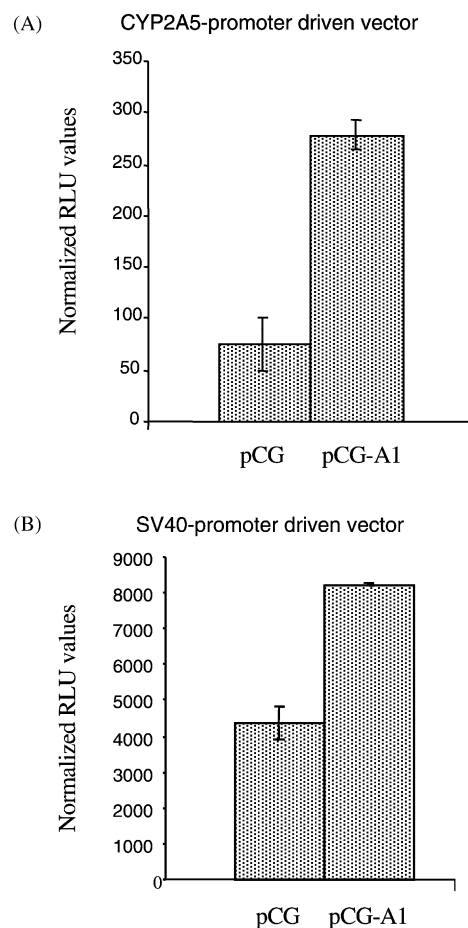 (A)
CYP2A5-promoter driven vector
Normalized RLU values
350
300
250
200
150
100
50
0
pCG pCG-A1
(B)
SV40-promoter driven vector
Normalized RLU values
9000
8000
7000
6000
5000
4000
3000
2000
1000
0
pCG pCG-A1